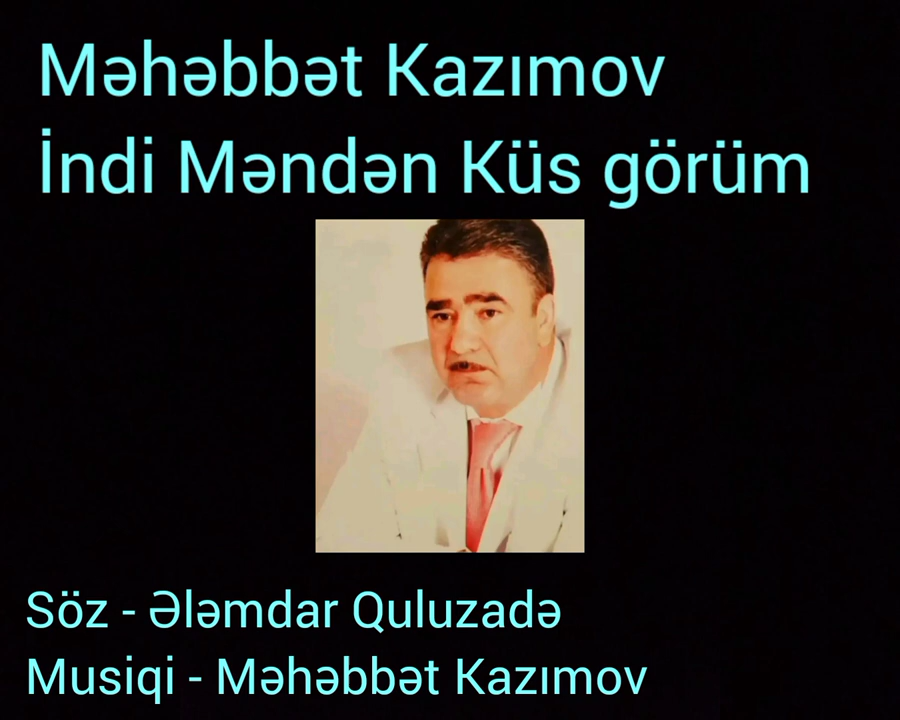 Məhəbbət Kazımov
İndi Məndən Küs görüm
Söz - Ələmdar Quluzadə
Musiqi - Məhəbbət Kazımov